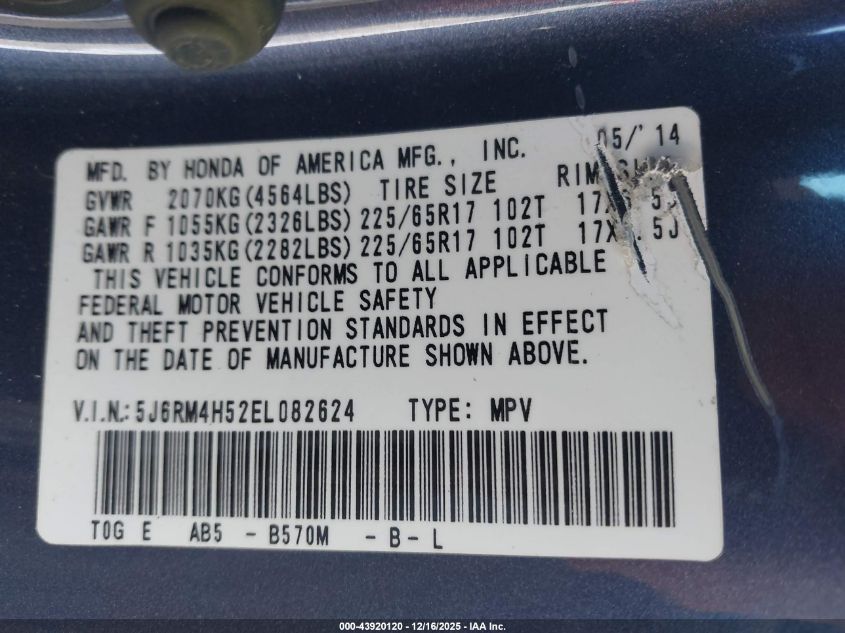 05/'14
MFD. BY HONDA OF AMERICA MFG., INC.
GVWR 2070KG(4564LBS) TIRE SIZE RIM
GAWR F 1055KG(2326LBS) 225/65R17 102T
GAWR R 1035KG(2282LBS) 225/65R17 102T
THIS VEHICLE CONFORMS TO ALL APPLICABLE
FEDERAL MOTOR VEHICLE SAFETY
AND THEFT PREVENTION STANDARDS IN EFFECT
ON THE DATE OF MANUFACTURE SHOWN ABOVE.
V.I.N.: 5J6RM4H52EL082624 TYPE: MPV
TOG E AB5 - B570M - B - L
000-43920120 - 12/16/2025 - IAA Inc.